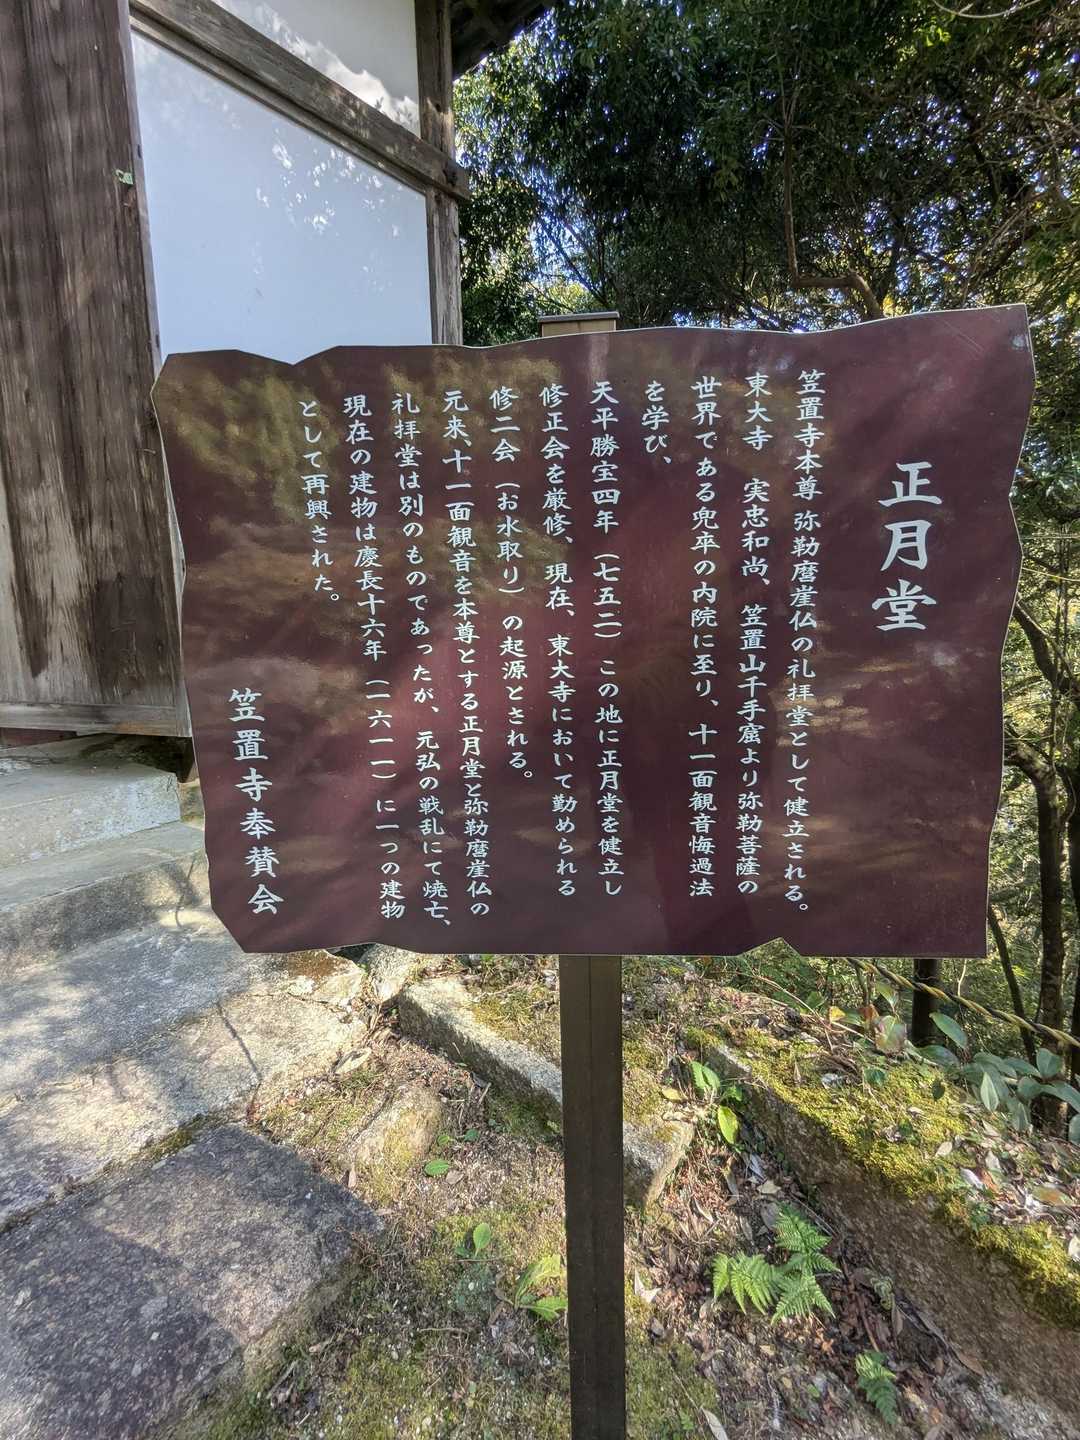 正月堂
笠置寺本尊 弥勒磨崖仏の礼拝堂として健立される。
東大寺 実忠和尚、笠置山千手窟より弥勒菩薩の
世界である兜卒の内院に至り、十一面観音悔過法
を学び、
天平勝宝四年(七五二)この地に正月堂を健立し
修正会を厳修、現在、東大寺において勤められる
修二会(お水取り)の起源とされる。
元来、十一面観音を本尊とする正月堂と弥勒磨崖仏の
礼拝堂は別のものであったが、元弘の戦乱にて焼亡、
現在の建物は慶長十六年(一六一一)に一つの建物
として再興された。
笠置寺奉賛会